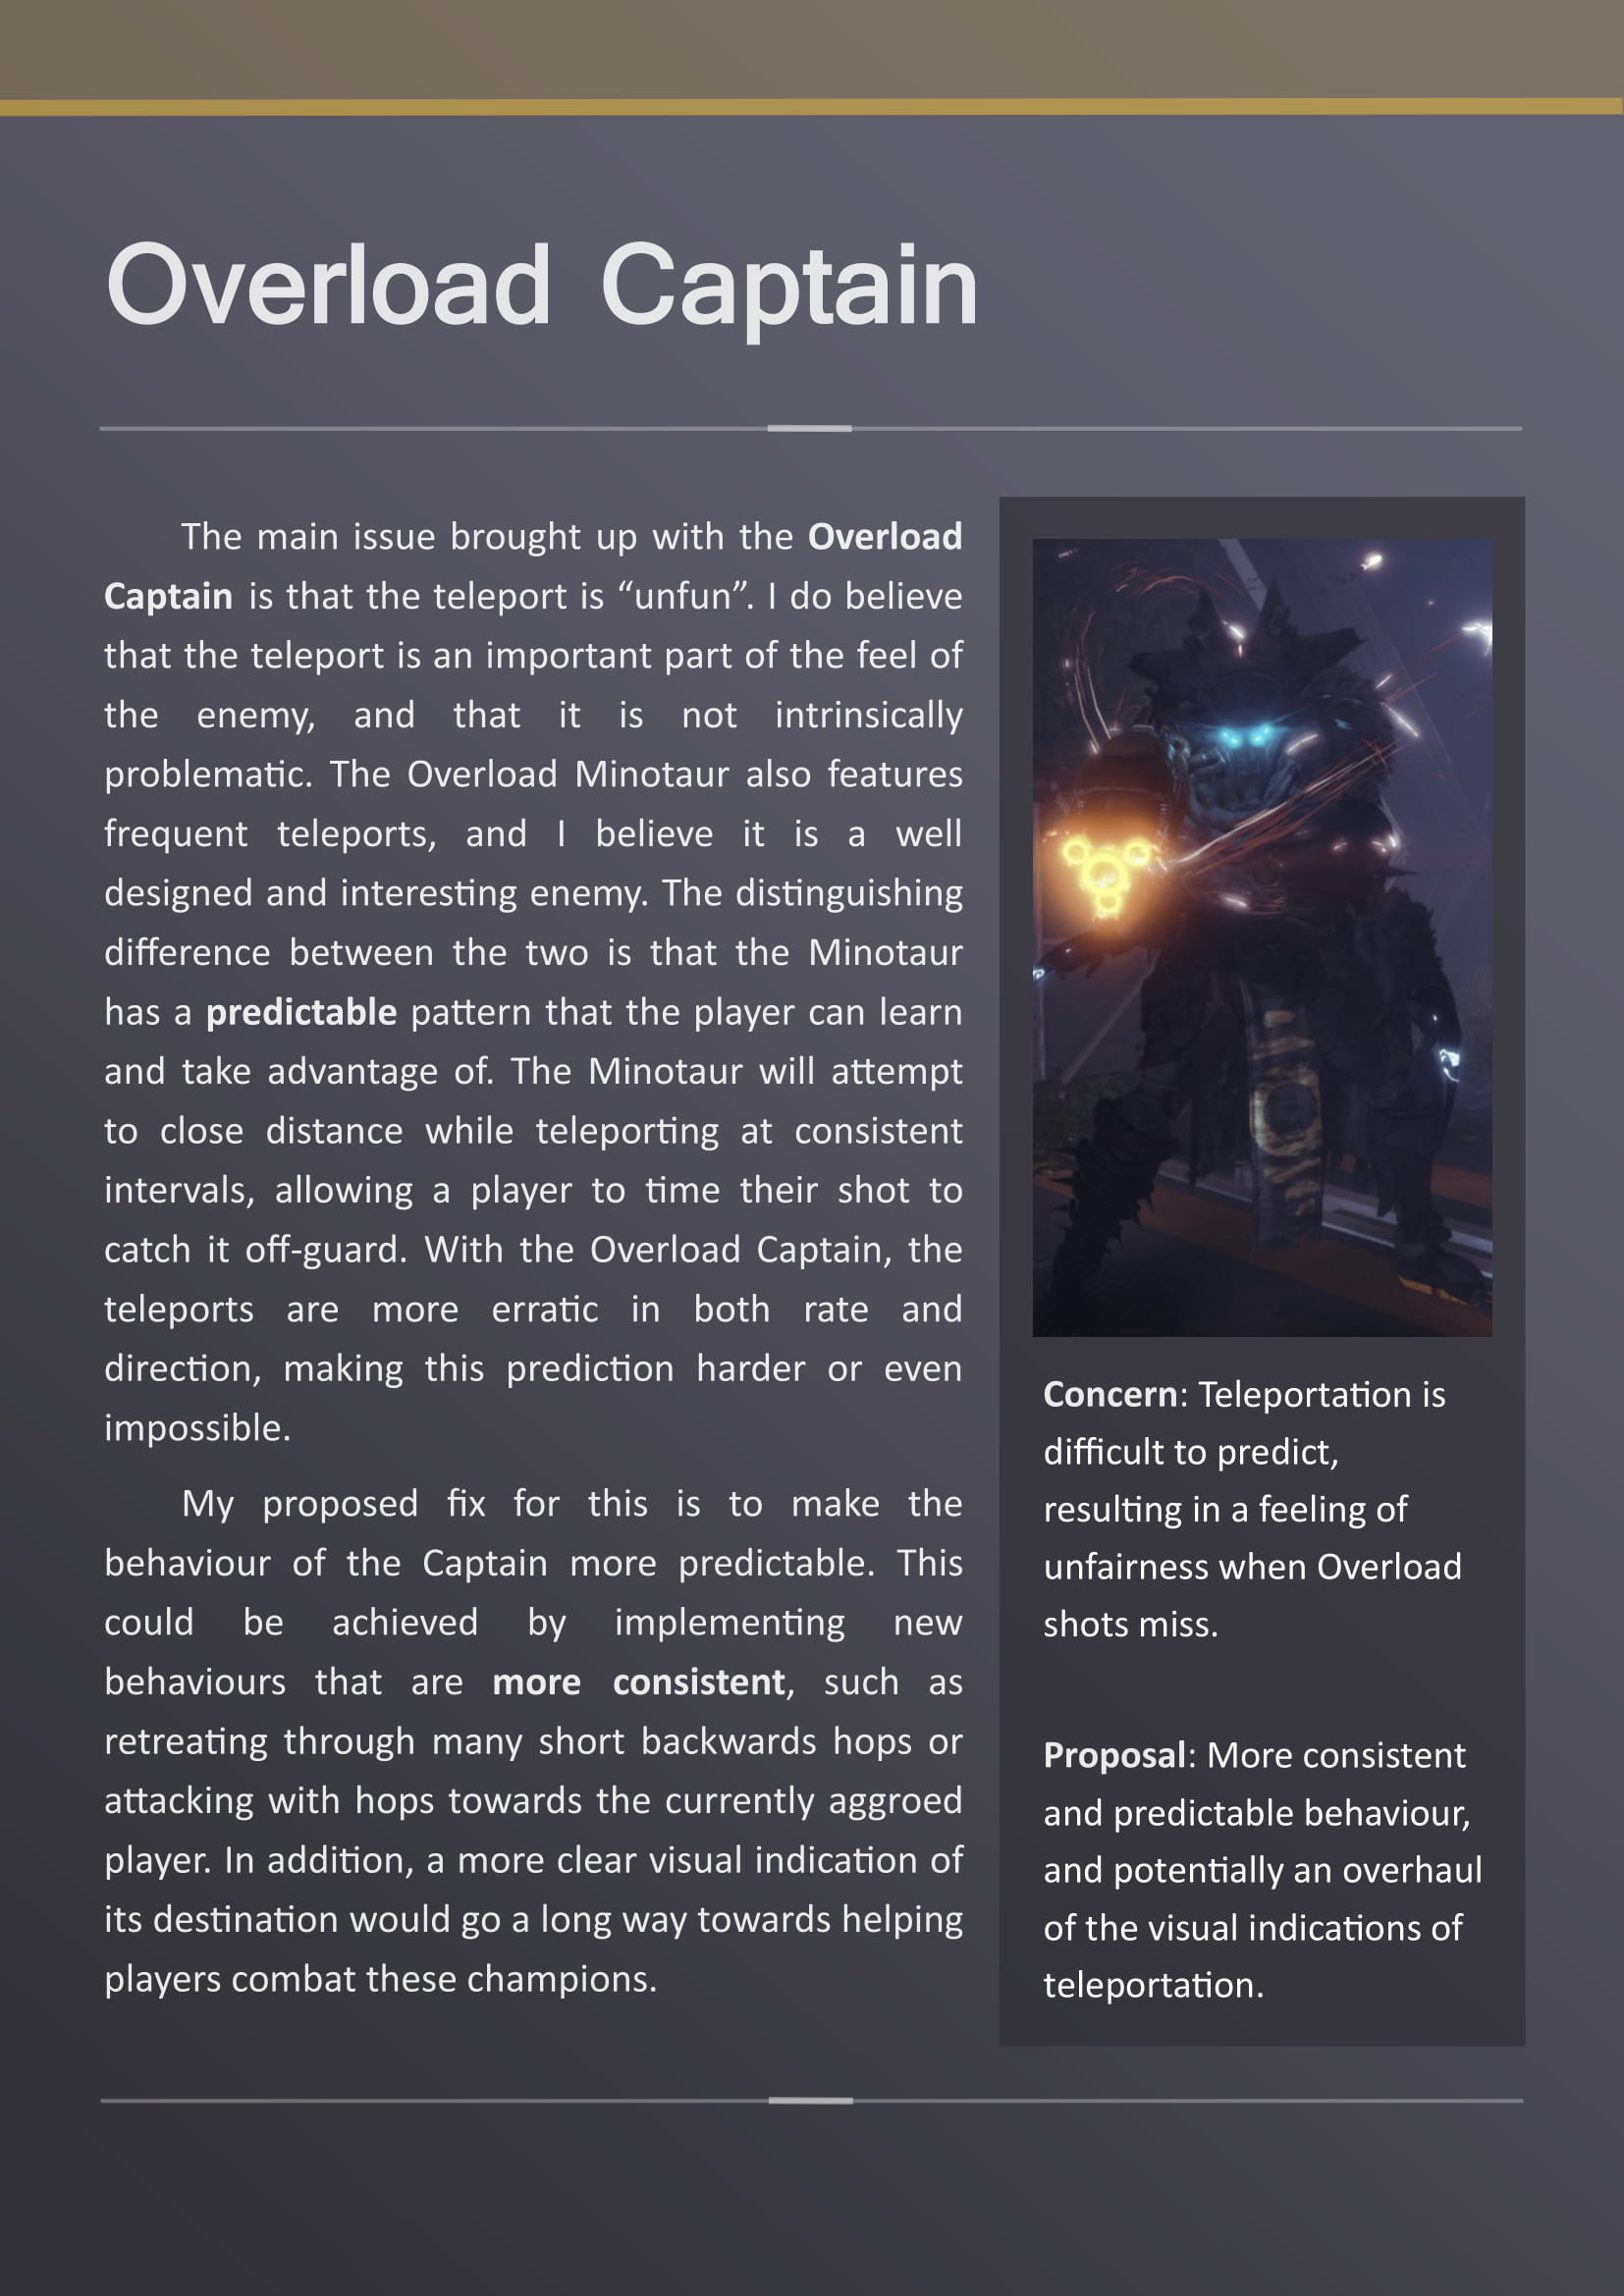 Overload Captain
The main issue brought up with the Overload
Captain is that the teleport is “unfun”. I do believe
that the teleport is an important part of the feel of
the enemy, and that it is not intrinsically
problematic. The Overload Minotaur also features
frequent teleports, and I believe it is a well
designed and interesting enemy. The distinguishing
difference between the two is that the Minotaur
has a predictable pattern that the player can learn
and take advantage of. The Minotaur will attempt
to close distance while teleporting at consistent
intervals, allowing a player to time their shot to
catch it off-guard. With the Overload Captain, the
teleports are more erratic in both rate and
direction, making this prediction harder or even
impossible.
My proposed fix for this is to make the
behaviour of the Captain more predictable. This
could be achieved by implementing new
behaviours that are more consistent, such as
retreating through many short backwards hops or
attacking with hops towards the currently aggroed
player. In addition, a more clear visual indication of
its destination would go a long way towards helping
players combat these champions.
Concern: Teleportation is
difficult to predict,
resulting in a feeling of
unfairness when Overload
shots miss.
Proposal: More consistent
and predictable behaviour,
and potentially an overhaul
of the visual indications of
teleportation.